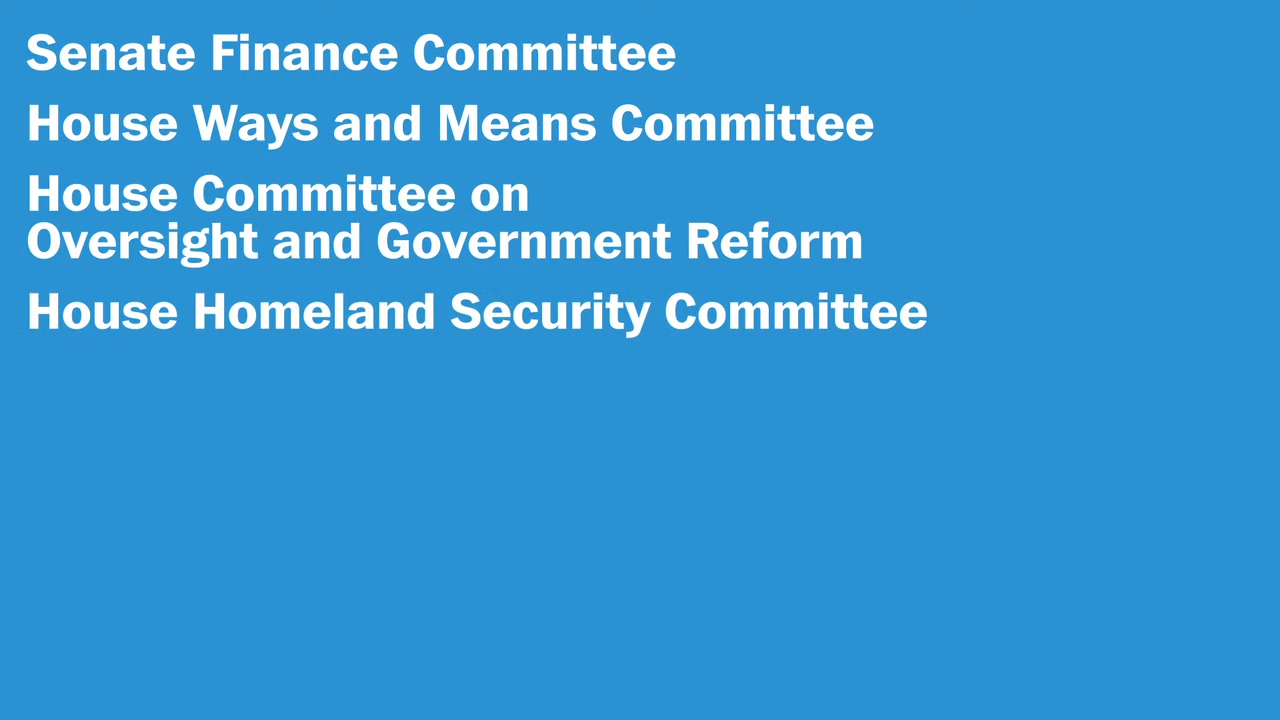 Senate Finance Committee
House Ways and Means Committee
House Committee on
Oversight and Government Reform
House Homeland Security Committee